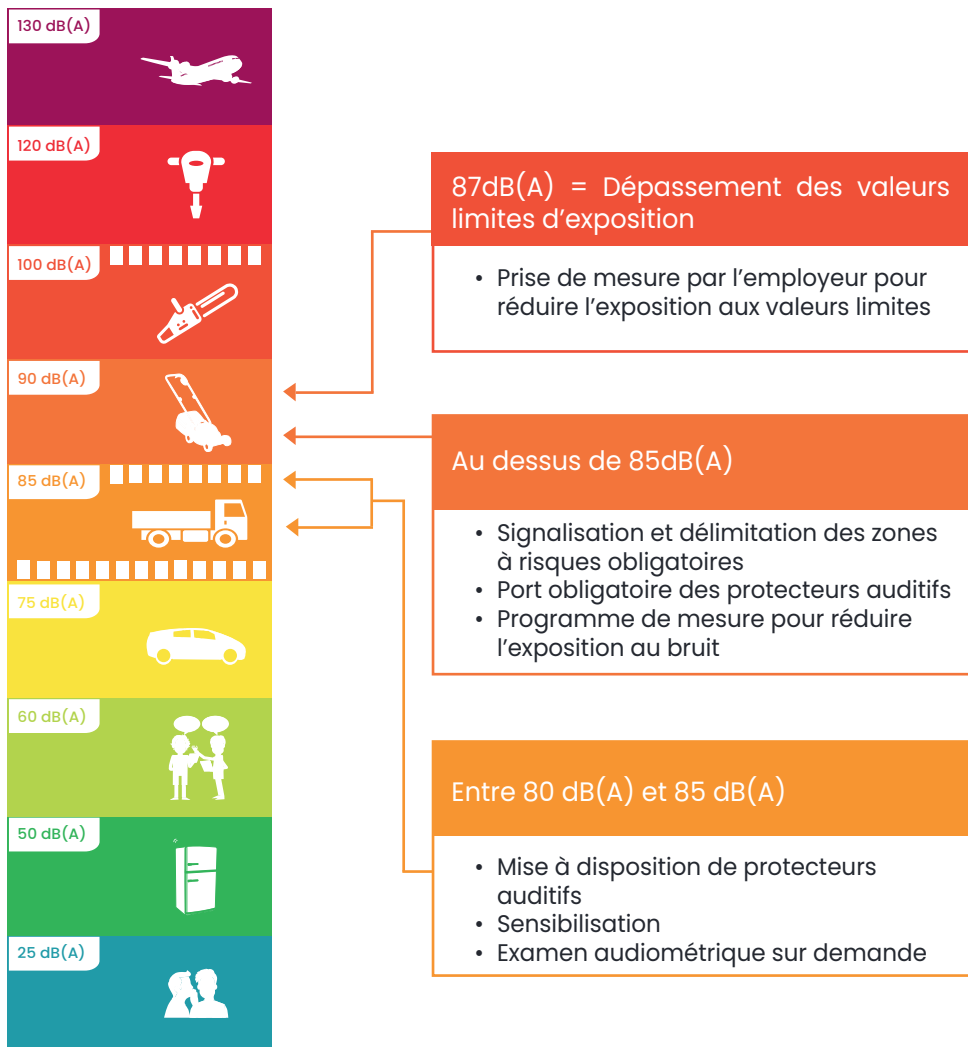 130 dB(A)
120 dB(A)
100 dB(A)
90 dB(A)
85 dB(A)
75 dB(A)
60 dB(A)
50 dB(A)
25 dB(A)
87dB(A) = Dépassement des valeurs
limites d’exposition
• Prise de mesure par l’employeur pour
réduire l’exposition aux valeurs limites
Au dessus de 85dB(A)
• Signalisation et délimitation des zones
à risques obligatoires
• Port obligatoire des protecteurs auditifs
• Programme de mesure pour réduire
l’exposition au bruit
Entre 80 dB(A) et 85 dB(A)
• Mise à disposition de protecteurs
auditifs
• Sensibilisation
• Examen audiométrique sur demande